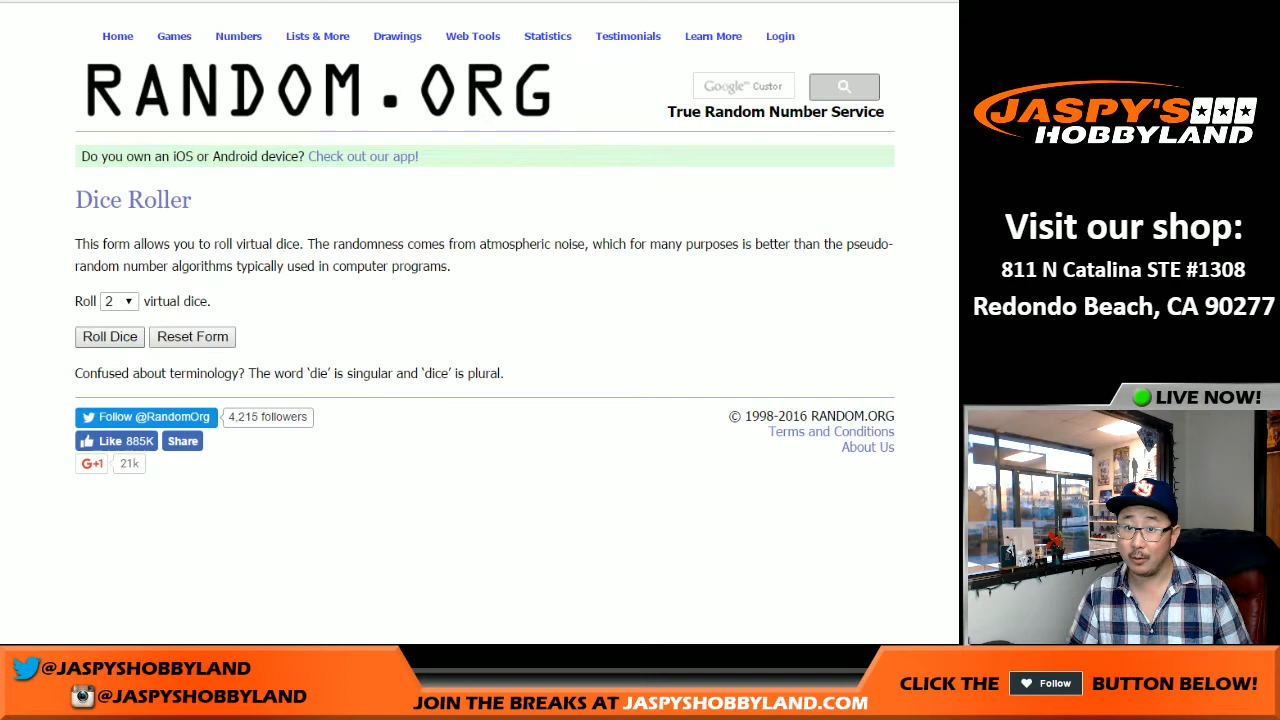 Home Games Numbers Lists & More Drawings Web Tools Statistics Testimonials Learn More Login
RANDOM.ORG
Google™ Custor
True Random Number Service
Do you own an iOS or Android device? Check out our app!
Dice Roller
This form allows you to roll virtual dice. The randomness comes from atmospheric noise, which for many purposes is better than the pseudo-
random number algorithms typically used in computer programs.
Roll 2 virtual dice.
Roll Dice Reset Form
Confused about terminology? The word ‘die’ is singular and ‘dice’ is plural.
Follow @RandomOrg 4,215 followers
Like 885K Share
G+1 21k
© 1998-2016 RANDOM.ORG
Terms and Conditions
About Us
JASPY'S
HOBBYLAND
Visit our shop:
811 N Catalina STE #1308
Redondo Beach, CA 90277
LIVE NOW!
@JASPYSHOBBYLAND
@JASPYSHOBBYLAND
JOIN THE BREAKS AT JASPYSHOBBYLAND.COM
CLICK THE Follow BUTTON BELOW!